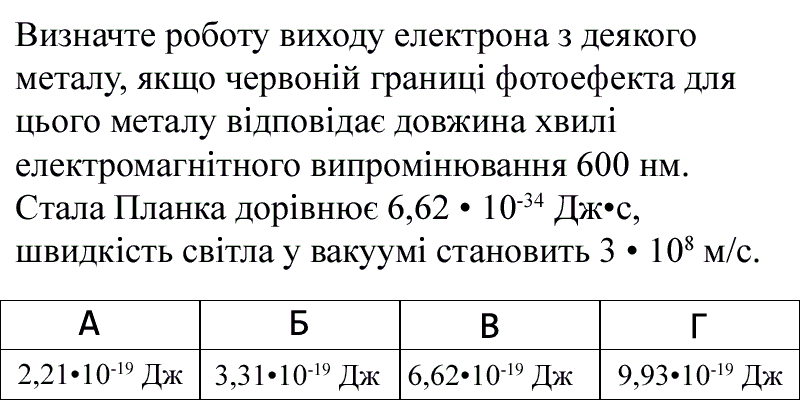 Визначте роботу виходу електрона з деякого
металу, якщо червоній границі фотоефекта для
цього металу відповідає довжина хвилі
електромагнітного випромінювання 600 нм.
Стала Планка дорівнює 6,62 • 10⁻³⁴ Дж•с,
швидкість світла у вакуумі становить 3 • 10⁸ м/с.
А Б В Г
2,21•10⁻¹⁹ Дж 3,31•10⁻¹⁹ Дж 6,62•10⁻¹⁹ Дж 9,93•10⁻¹⁹ Дж